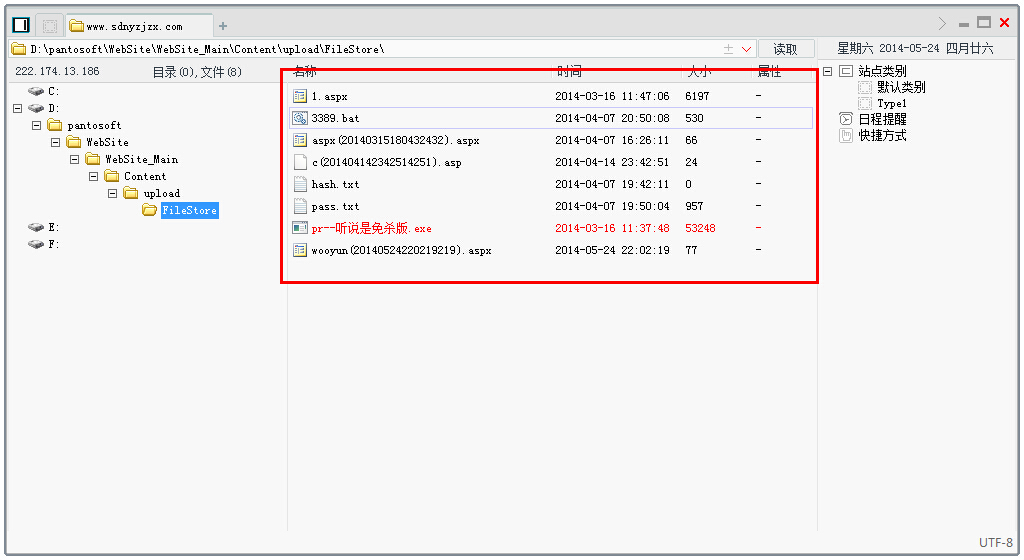 www.sdnyzjzx.com +
D:\pantosoft\WebSite\WebSite_Main\Content\upload\FileStore\ 读取 星期六 2014-05-24 四月廿六
222.174.13.186 目录(0),文件(8) 名称 时间 大小 属性
C:
D:
pantosoft
WebSite
WebSite_Main
Content
upload
FileStore
E:
F:
1.aspx 2014-03-16 11:47:06 6197 -
3389.bat 2014-04-07 20:50:08 530 -
aspx(20140315180432432).aspx 2014-04-07 16:26:11 66 -
c(201404142342514251).asp 2014-04-14 23:42:51 24 -
hash.txt 2014-04-07 19:42:11 0 -
pass.txt 2014-04-07 19:50:04 957 -
pr--听说是免杀版.exe 2014-03-16 11:37:48 53248 -
wooyun(20140524220219219).aspx 2014-05-24 22:02:19 77 -
站点类别
默认类别
Type1
日程提醒
快捷方式
UTF-8